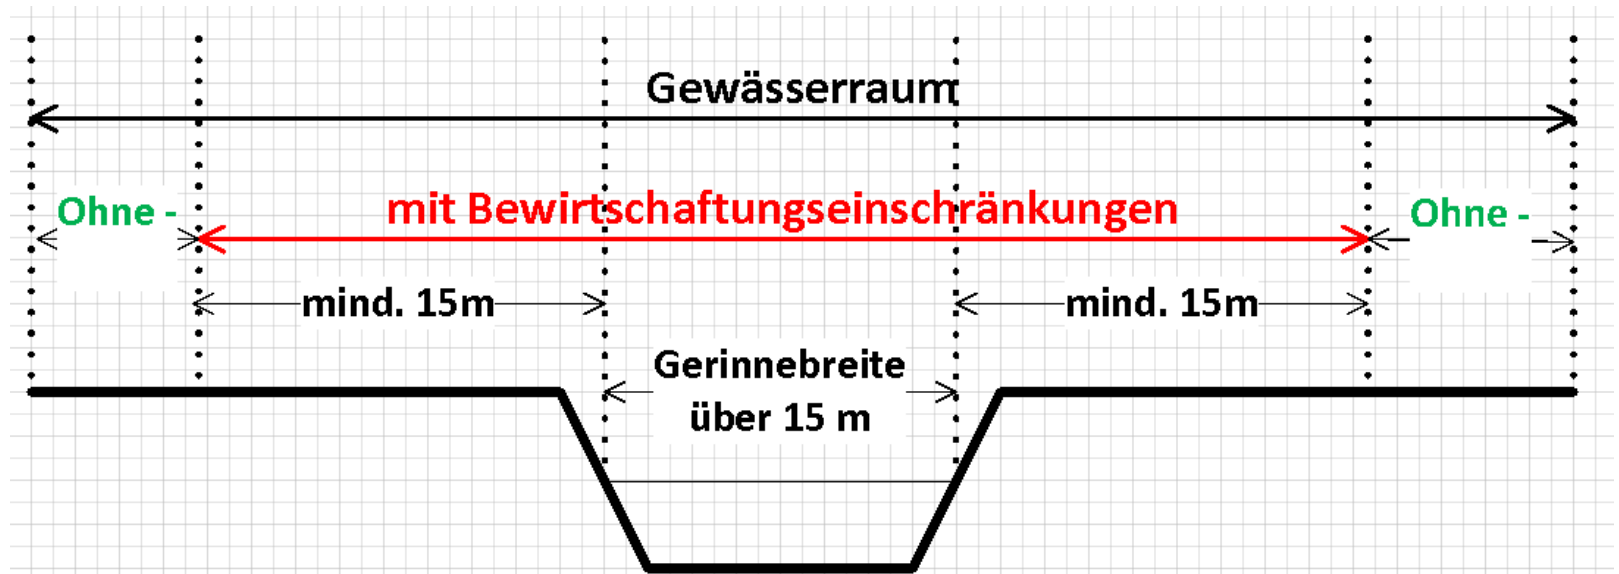 Gewässerraum
Ohne -
mit Bewirtschaftungseinschränkungen
Ohne -
mind. 15m
mind. 15m
Gerinnebreite
über 15 m